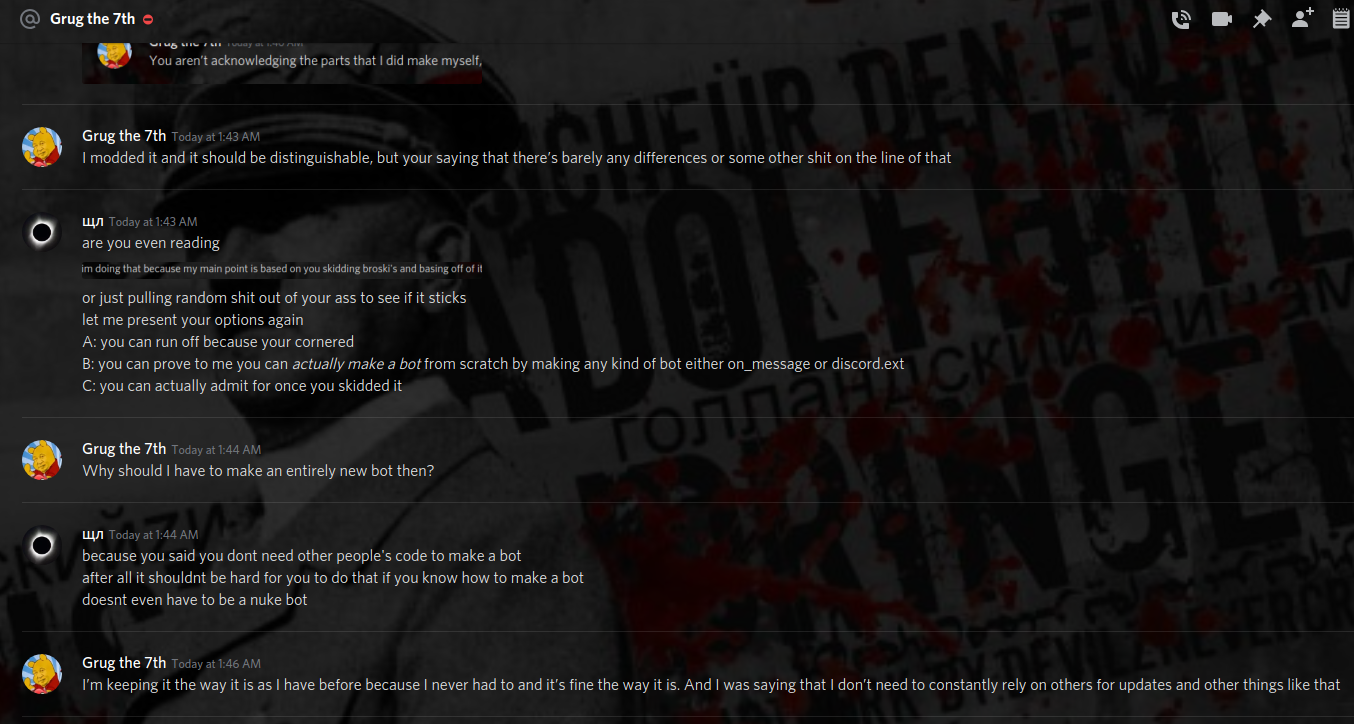 Grug the 7th
Grug the 7th Today at 1:40 AM
You aren't acknowledging the parts that I did make myself,
Grug the 7th Today at 1:43 AM
I modded it and it should be distinguishable, but your saying that there's barely any differences or some other shit on the line of that
щл Today at 1:43 AM
are you even reading
im doing that because my main point is based on you skidding broski's and basing off of it
or just pulling random shit out of your ass to see if it sticks
let me present your options again
A: you can run off because your cornered
B: you can prove to me you can actually make a bot from scratch by making any kind of bot either on_message or discord.ext
C: you can actually admit for once you skidded it
Grug the 7th Today at 1:44 AM
Why should I have to make an entirely new bot then?
щл Today at 1:44 AM
because you said you dont need other people's code to make a bot
after all it shouldnt be hard for you to do that if you know how to make a bot
doesnt even have to be a nuke bot
Grug the 7th Today at 1:46 AM
I'm keeping it the way it is as I have before because I never had to and it's fine the way it is. And I was saying that I don't need to constantly rely on others for updates and other things like that
SICH FÜR DEN
ADOLF
ГОЛЛАНДСКИЙ